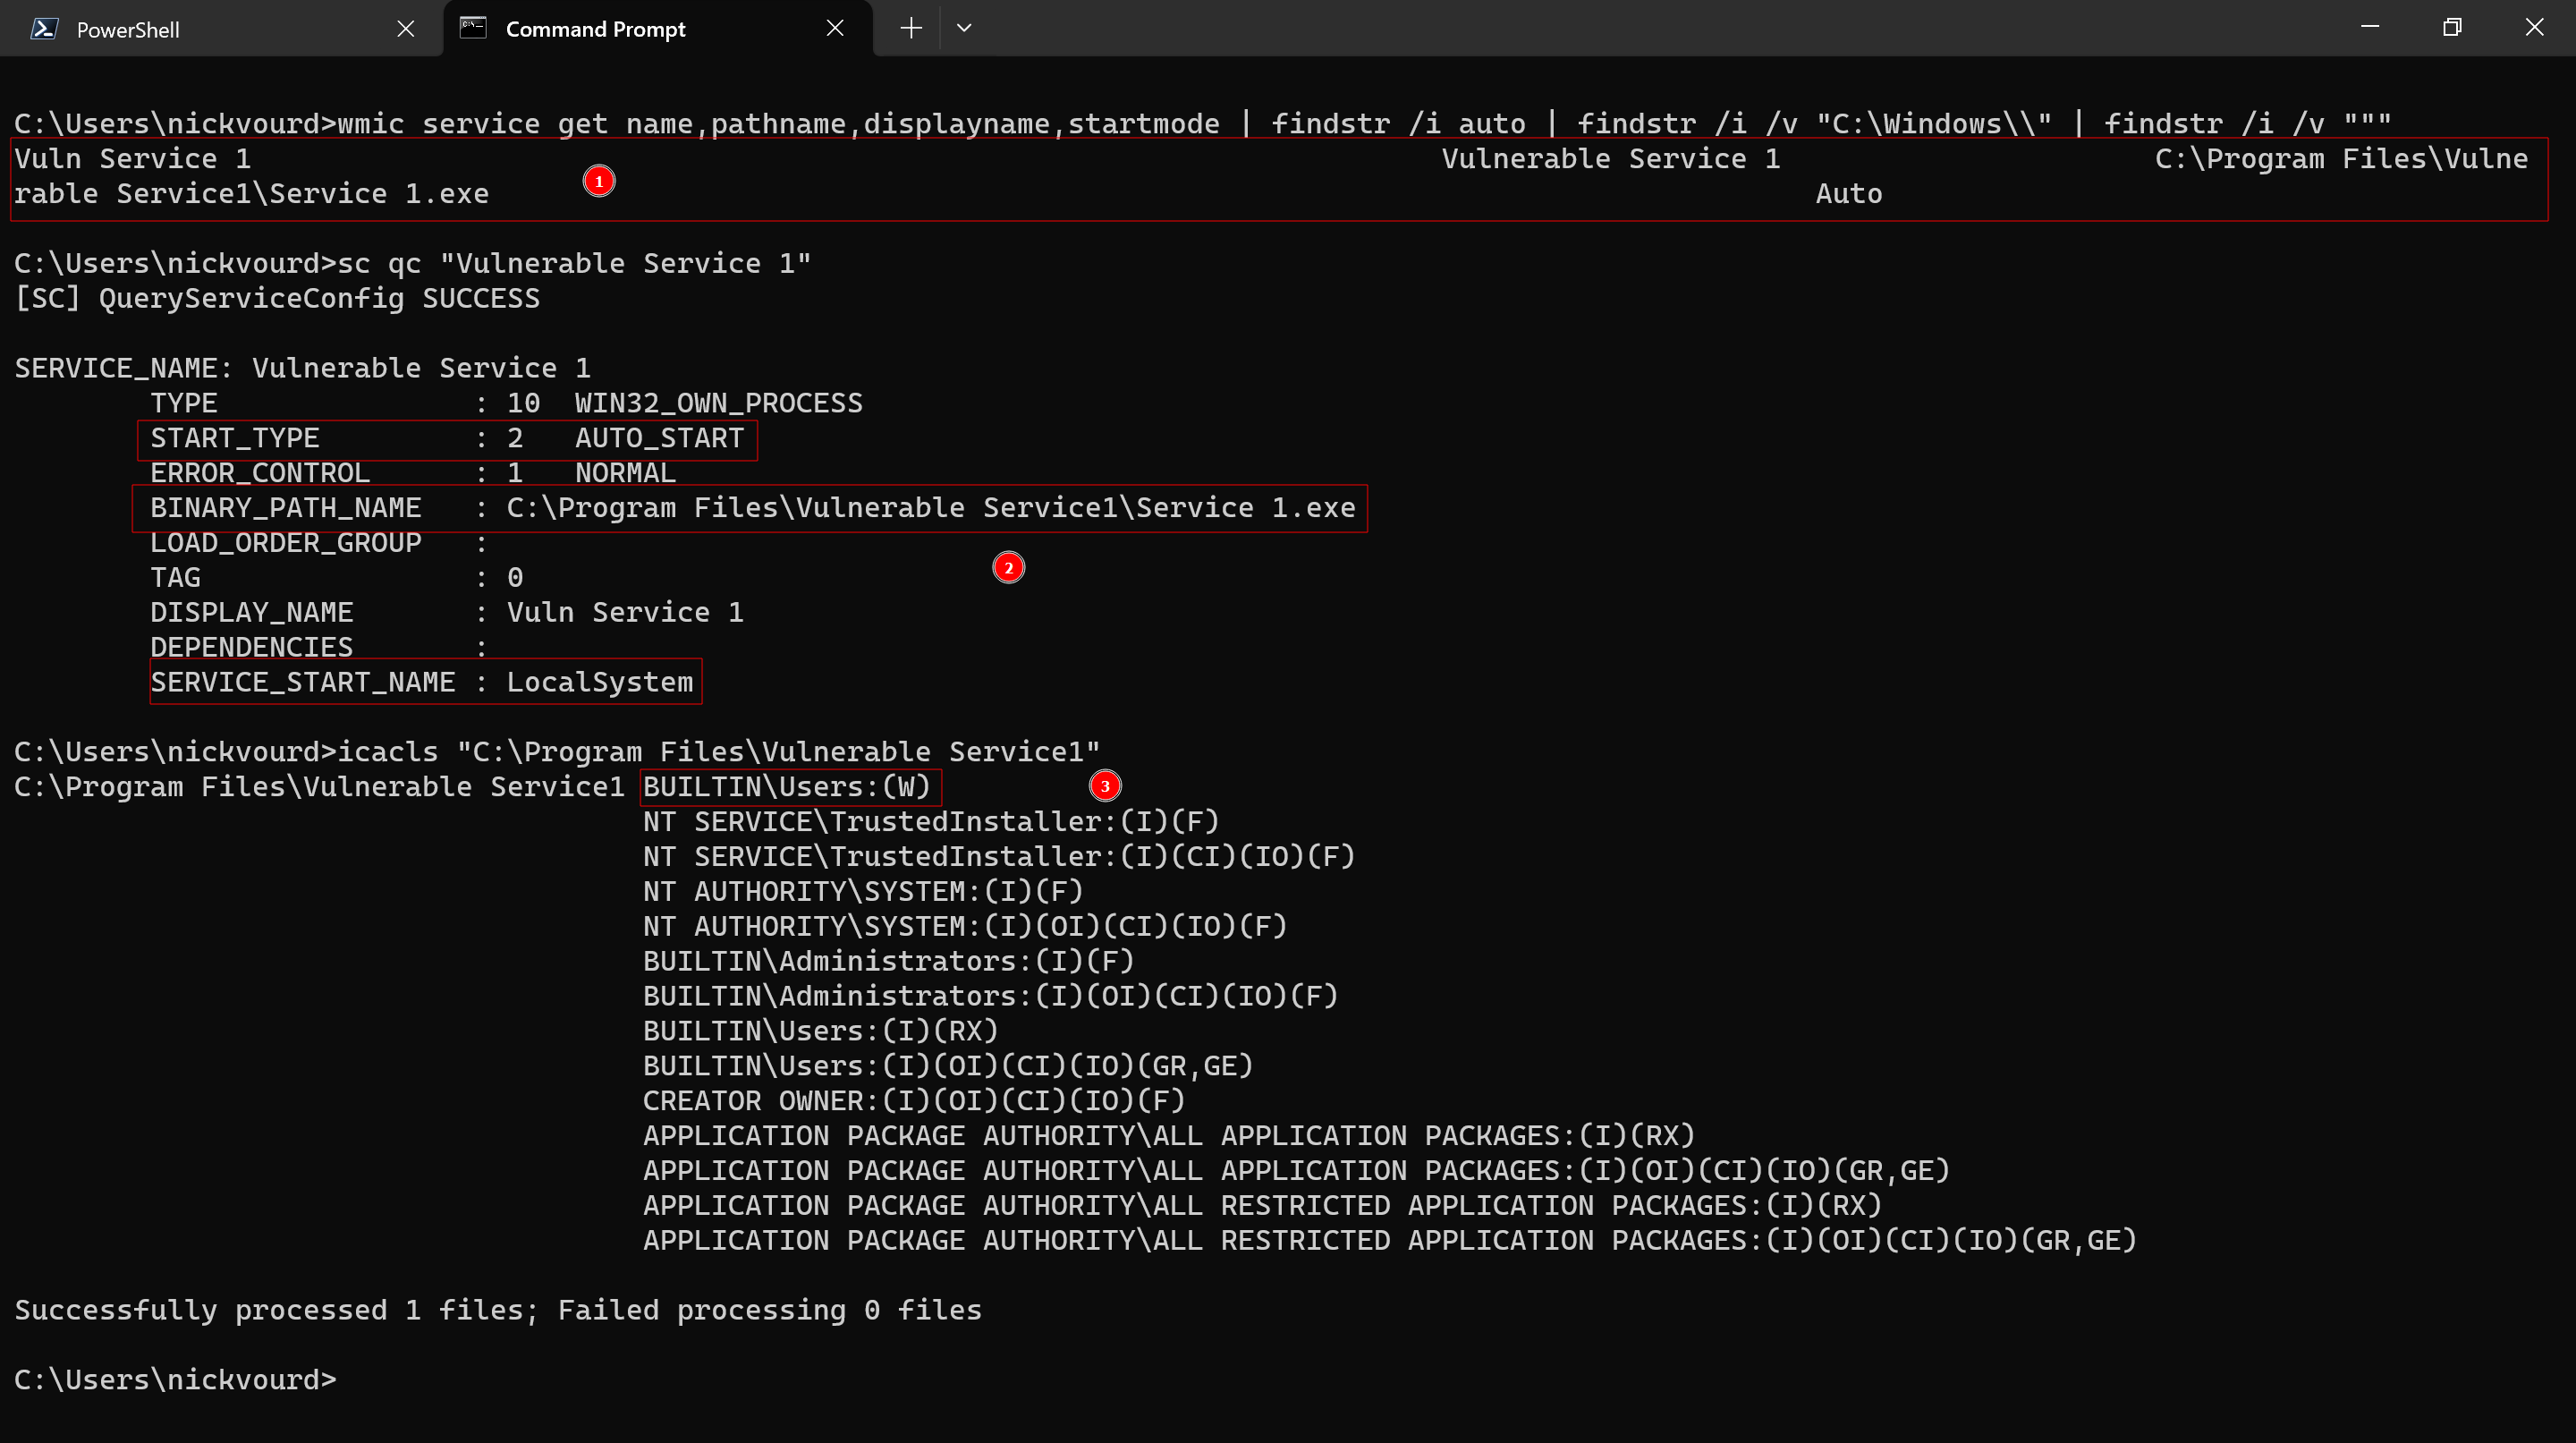 PowerShell
Command Prompt
C:\Users\nickvourd>wmic service get name,pathname,displayname,startmode | findstr /i auto | findstr /i /v "C:\Windows\\" | findstr /i /v """
Vuln Service 1 Vulnerable Service 1 C:\Program Files\Vulne
rable Service1\Service 1.exe Auto
1
C:\Users\nickvourd>sc qc "Vulnerable Service 1"
[SC] QueryServiceConfig SUCCESS
SERVICE_NAME: Vulnerable Service 1
TYPE : 10 WIN32_OWN_PROCESS
START_TYPE : 2 AUTO_START
ERROR_CONTROL : 1 NORMAL
BINARY_PATH_NAME : C:\Program Files\Vulnerable Service1\Service 1.exe
LOAD_ORDER_GROUP :
2
TAG : 0
DISPLAY_NAME : Vuln Service 1
DEPENDENCIES :
SERVICE_START_NAME : LocalSystem
C:\Users\nickvourd>icacls "C:\Program Files\Vulnerable Service1"
C:\Program Files\Vulnerable Service1 BUILTIN\Users:(W)
3
NT SERVICE\TrustedInstaller:(I)(F)
NT SERVICE\TrustedInstaller:(I)(CI)(IO)(F)
NT AUTHORITY\SYSTEM:(I)(F)
NT AUTHORITY\SYSTEM:(I)(OI)(CI)(IO)(F)
BUILTIN\Administrators:(I)(F)
BUILTIN\Administrators:(I)(OI)(CI)(IO)(F)
BUILTIN\Users:(I)(RX)
BUILTIN\Users:(I)(OI)(CI)(IO)(GR,GE)
CREATOR OWNER:(I)(OI)(CI)(IO)(F)
APPLICATION PACKAGE AUTHORITY\ALL APPLICATION PACKAGES:(I)(RX)
APPLICATION PACKAGE AUTHORITY\ALL APPLICATION PACKAGES:(I)(OI)(CI)(IO)(GR,GE)
APPLICATION PACKAGE AUTHORITY\ALL RESTRICTED APPLICATION PACKAGES:(I)(RX)
APPLICATION PACKAGE AUTHORITY\ALL RESTRICTED APPLICATION PACKAGES:(I)(OI)(CI)(IO)(GR,GE)
Successfully processed 1 files; Failed processing 0 files
C:\Users\nickvourd>